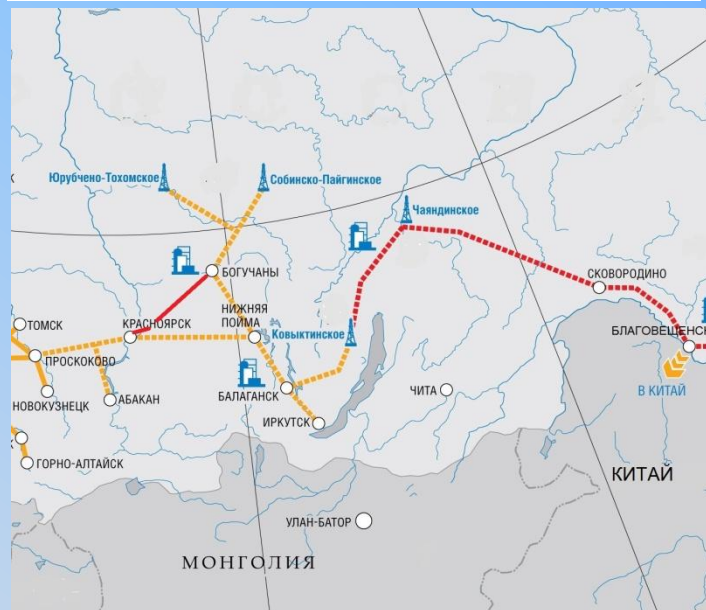 Юрубчено-Тохомское
Собинско-Пайгинское
Чаяндинское
БОГУЧАНЫ
СКОВОРОДИНО
ТОМСК
КРАСНОЯРСК
НИЖНЯЯ
ПОЙМА
Ковыктинское
БЛАГОВЕЩЕНСК
ПРОСКОКОВО
БАЛАГАНСК
ЧИТА
В КИТАЙ
НОВОКУЗНЕЦК
АБАКАН
ИРКУТСК
ГОРНО-АЛТАЙСК
КИТАЙ
УЛАН-БАТОР
МОНГОЛИЯ